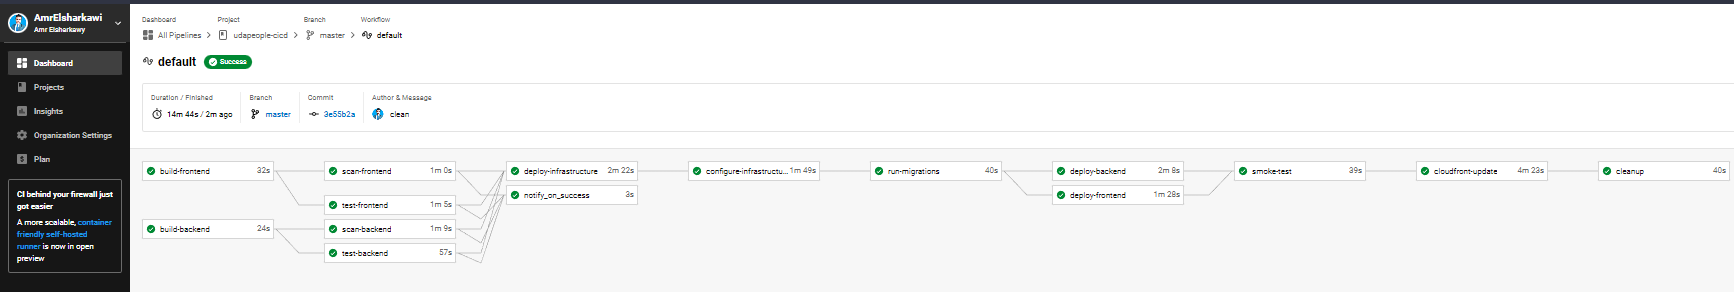 AmrElsharkawi
Amr Elsharkawy
Dashboard
Projects
Insights
Organization Settings
Plan
CI behind your firewall just
got easier
A more scalable, container
friendly self-hosted
runner is now in open
preview
Dashboard Project Branch Workflow
All Pipelines udapeople-cicd master default
default Success
Duration / Finished Branch Commit Author & Message
14m 44s / 2m ago master 3e55b2a clean
build-frontend 32s scan-frontend 1m 0s deploy-infrastructure 2m 22s configure-infrastructu... 1m 49s run-migrations 40s deploy-backend 2m 8s smoke-test 39s cloudfront-update 4m 23s cleanup 40s
notify_on_success 3s deploy-frontend 1m 28s
test-frontend 1m 5s
build-backend 24s scan-backend 1m 9s
test-backend 57s